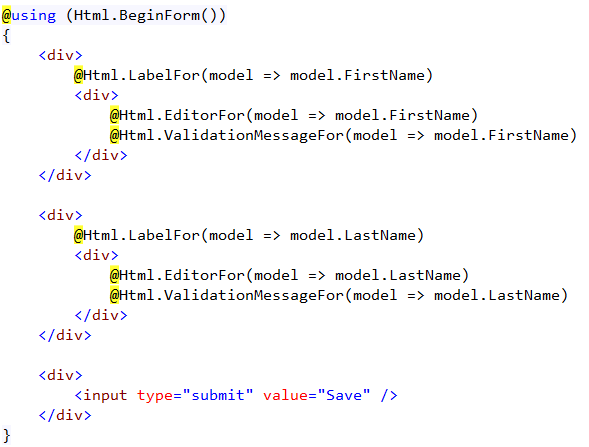 @using (Html.BeginForm())
{
    <div>
        @Html.LabelFor(model => model.FirstName)
        <div>
            @Html.EditorFor(model => model.FirstName)
            @Html.ValidationMessageFor(model => model.FirstName)
        </div>
    </div>

    <div>
        @Html.LabelFor(model => model.LastName)
        <div>
            @Html.EditorFor(model => model.LastName)
            @Html.ValidationMessageFor(model => model.LastName)
        </div>
    </div>

    <div>
        <input type="submit" value="Save" />
    </div>
}